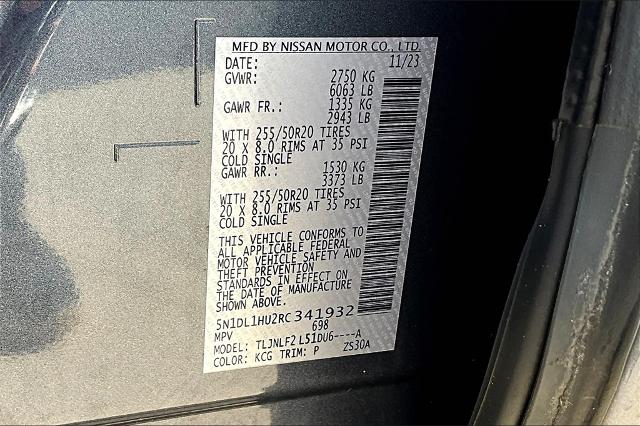 MFD BY NISSAN MOTOR CO., LTD.
DATE: 11/23
GVWR: 2750 KG
6063 LB
GAWR FR.: 1335 KG
2943 LB
WITH 255/50R20 TIRES
20 X 8.0 RIMS AT 35 PSI
COLD SINGLE
GAWR RR.: 1530 KG
3373 LB
WITH 255/50R20 TIRES
20 X 8.0 RIMS AT 35 PSI
COLD SINGLE
THIS VEHICLE CONFORMS TO
ALL APPLICABLE FEDERAL
MOTOR VEHICLE SAFETY AND
THEFT PREVENTION
STANDARDS IN EFFECT ON
THE DATE OF MANUFACTURE
SHOWN ABOVE.
5N1DL1HU2RC341932
MPV 698
MODEL: TLJNLF2L51DU6----A
COLOR: KCG TRIM: P ZS30A